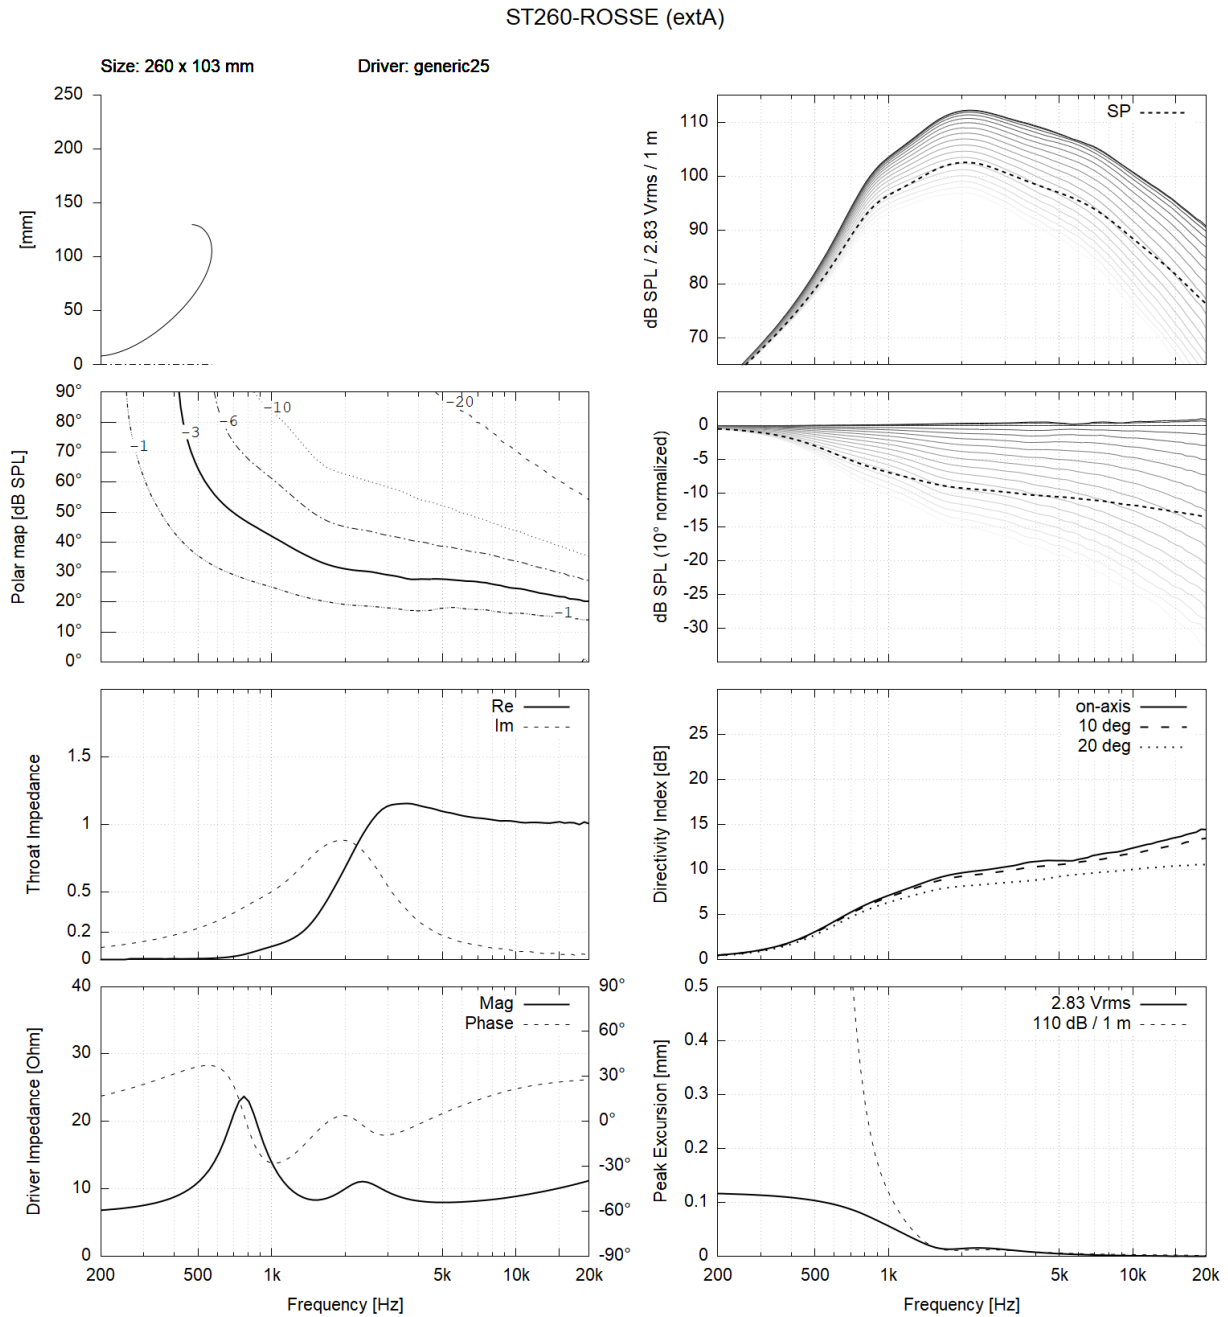 ST260-ROSSE (extA)
Size: 260 x 103 mm
Driver: generic25
250
200
150
100
50
0
[mm]
110
100
90
80
70
dB SPL / 2.83 Vrms / 1 m
SP
90°
80°
70°
60°
50°
40°
30°
20°
10°
0°
Polar map [dB SPL]
-1
-3
-6
-10
-20
-1
0
-5
-10
-15
-20
-25
-30
dB SPL (10° normalized)
1.5
1
0.5
0.2
0
Throat Impedance
Re
Im
25
20
15
10
5
0
Directivity Index [dB]
on-axis
10 deg
20 deg
40
30
20
10
0
Driver Impedance [Ohm]
Mag
Phase
90°
60°
30°
0°
-30°
-60°
-90°
200 500 1k 5k 10k 20k
Frequency [Hz]
0.5
0.4
0.3
0.2
0.1
0
Peak Excursion [mm]
2.83 Vrms
110 dB / 1 m
200 500 1k 5k 10k 20k
Frequency [Hz]